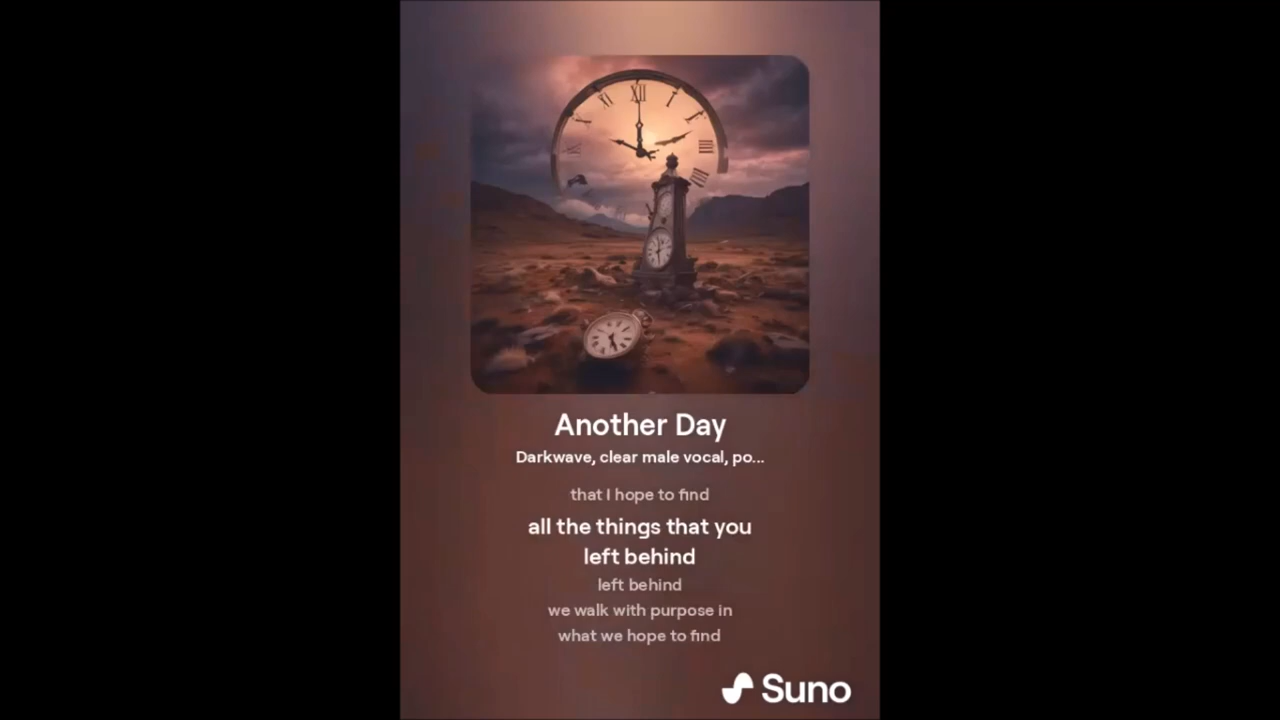 XII
Another Day
Darkwave, clear male vocal, po...
that I hope to find
all the things that you
left behind
left behind
we walk with purpose in
what we hope to find
Suno